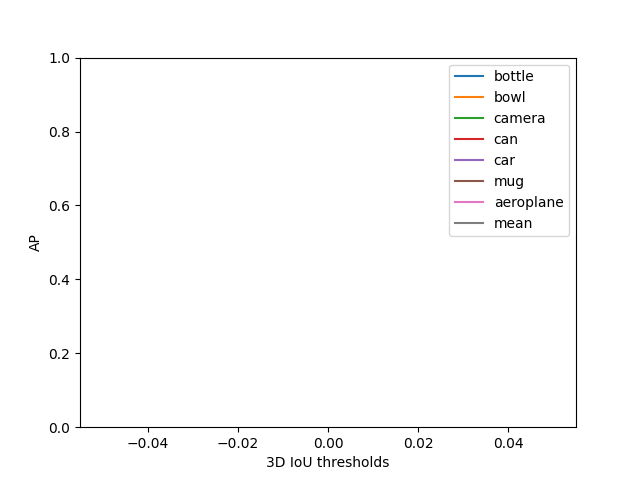 1.0
0.8
0.6
0.4
0.2
0.0
AP
bottle
bowl
camera
can
car
mug
aeroplane
mean
−0.04 −0.02 0.00 0.02 0.04
3D IoU thresholds